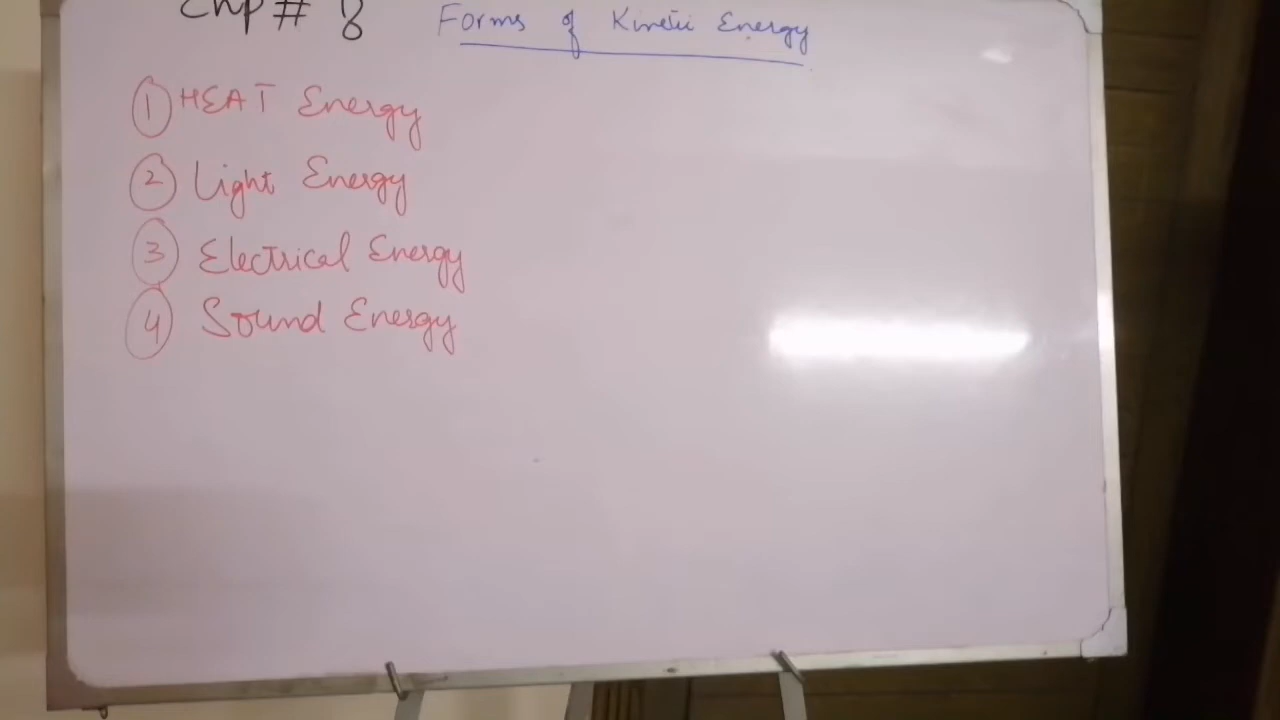 Chp # 8
Forms of Kinetic Energy
1 HEAT Energy
2 Light Energy
3 Electrical Energy
4 Sound Energy